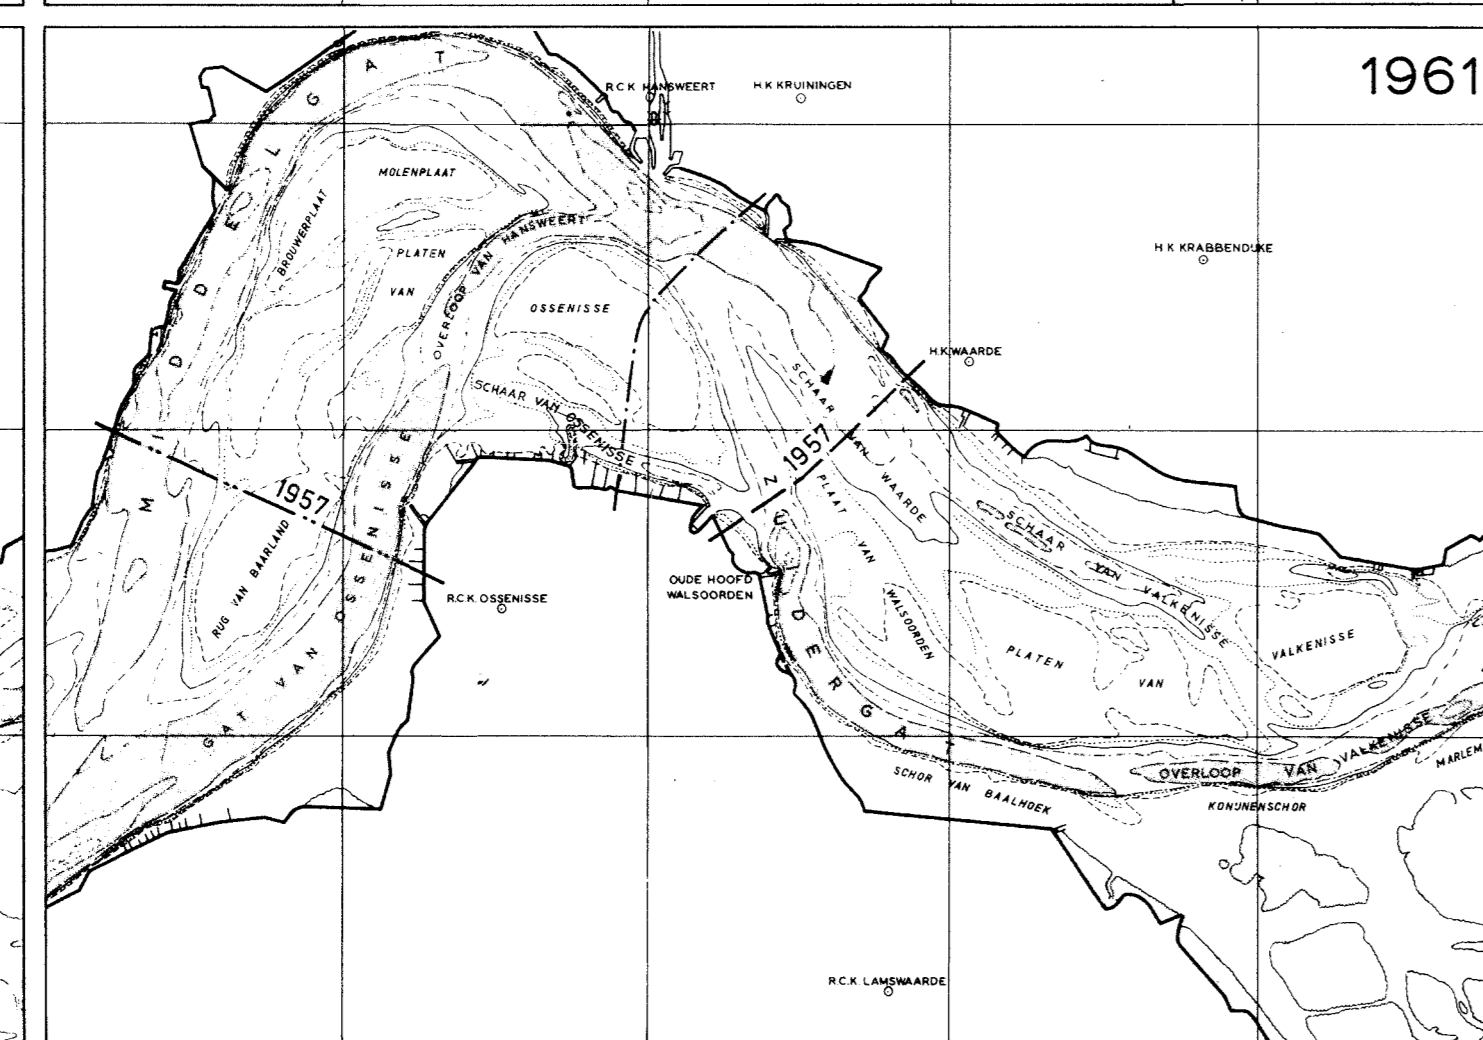 1961
R.C.K. HANSWEERT
H.K. KRUININGEN
MIDDELGAT
MOLENPLAAT
BROUWERPLAAT
PLATEN
VAN
OSSENISSE
OVERLOOP VAN HANSWEERT
H.K. KRABBENDIJKE
H.K. WAARDE
SCHAAR VAN OSSENISSE
SCHAAR VAN WAARDE
1957
1957
RUG VAN BAARLAND
GAT VAN OSSENISSE
R.C.K. OSSENISSE
OUDE HOOFD
WALSOORDEN
ZUIDERGAT
PLAAT VAN WALSOORDEN
SCHAAR VAN VALKENISSE
PLATEN VAN VALKENISSE
OVERLOOP VAN VALKENISSE
SCHOR VAN BAALHOEK
KONIJNENSCHOR
MARLEM
R.C.K. LAMSWAARDE